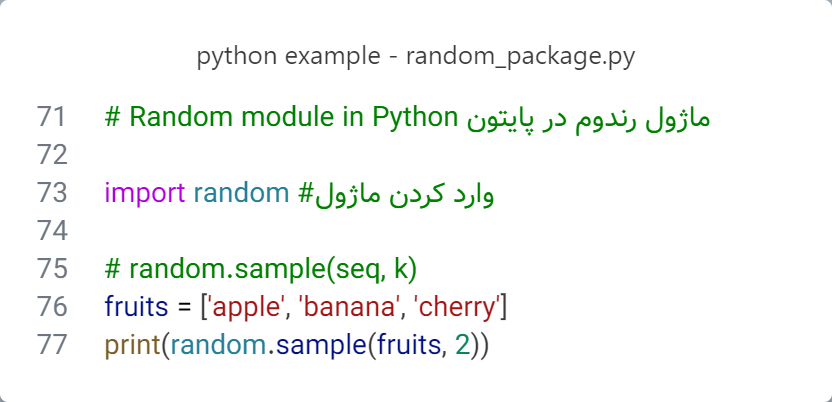 python example - random_package.py
71 # Random module in Python ماژول رندوم در پایتون
72
73 import random #وارد کردن ماژول
74
75 # random.sample(seq, k)
76 fruits = ['apple', 'banana', 'cherry']
77 print(random.sample(fruits, 2))